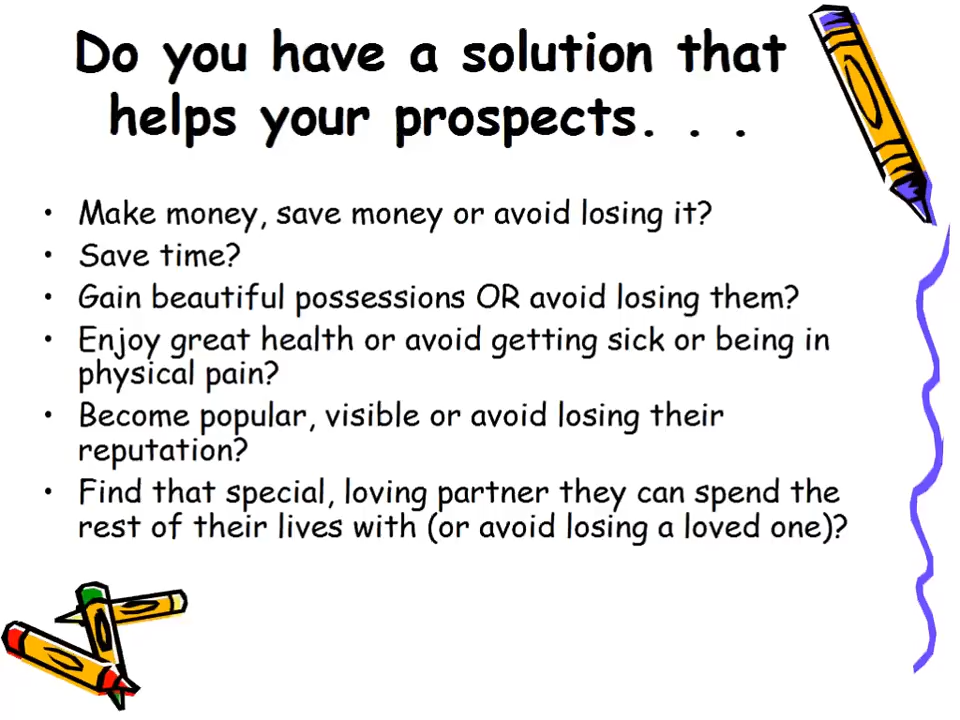 Do you have a solution that
helps your prospects. . .
• Make money, save money or avoid losing it?
• Save time?
• Gain beautiful possessions OR avoid losing them?
• Enjoy great health or avoid getting sick or being in
physical pain?
• Become popular, visible or avoid losing their
reputation?
• Find that special, loving partner they can spend the
rest of their lives with (or avoid losing a loved one)?